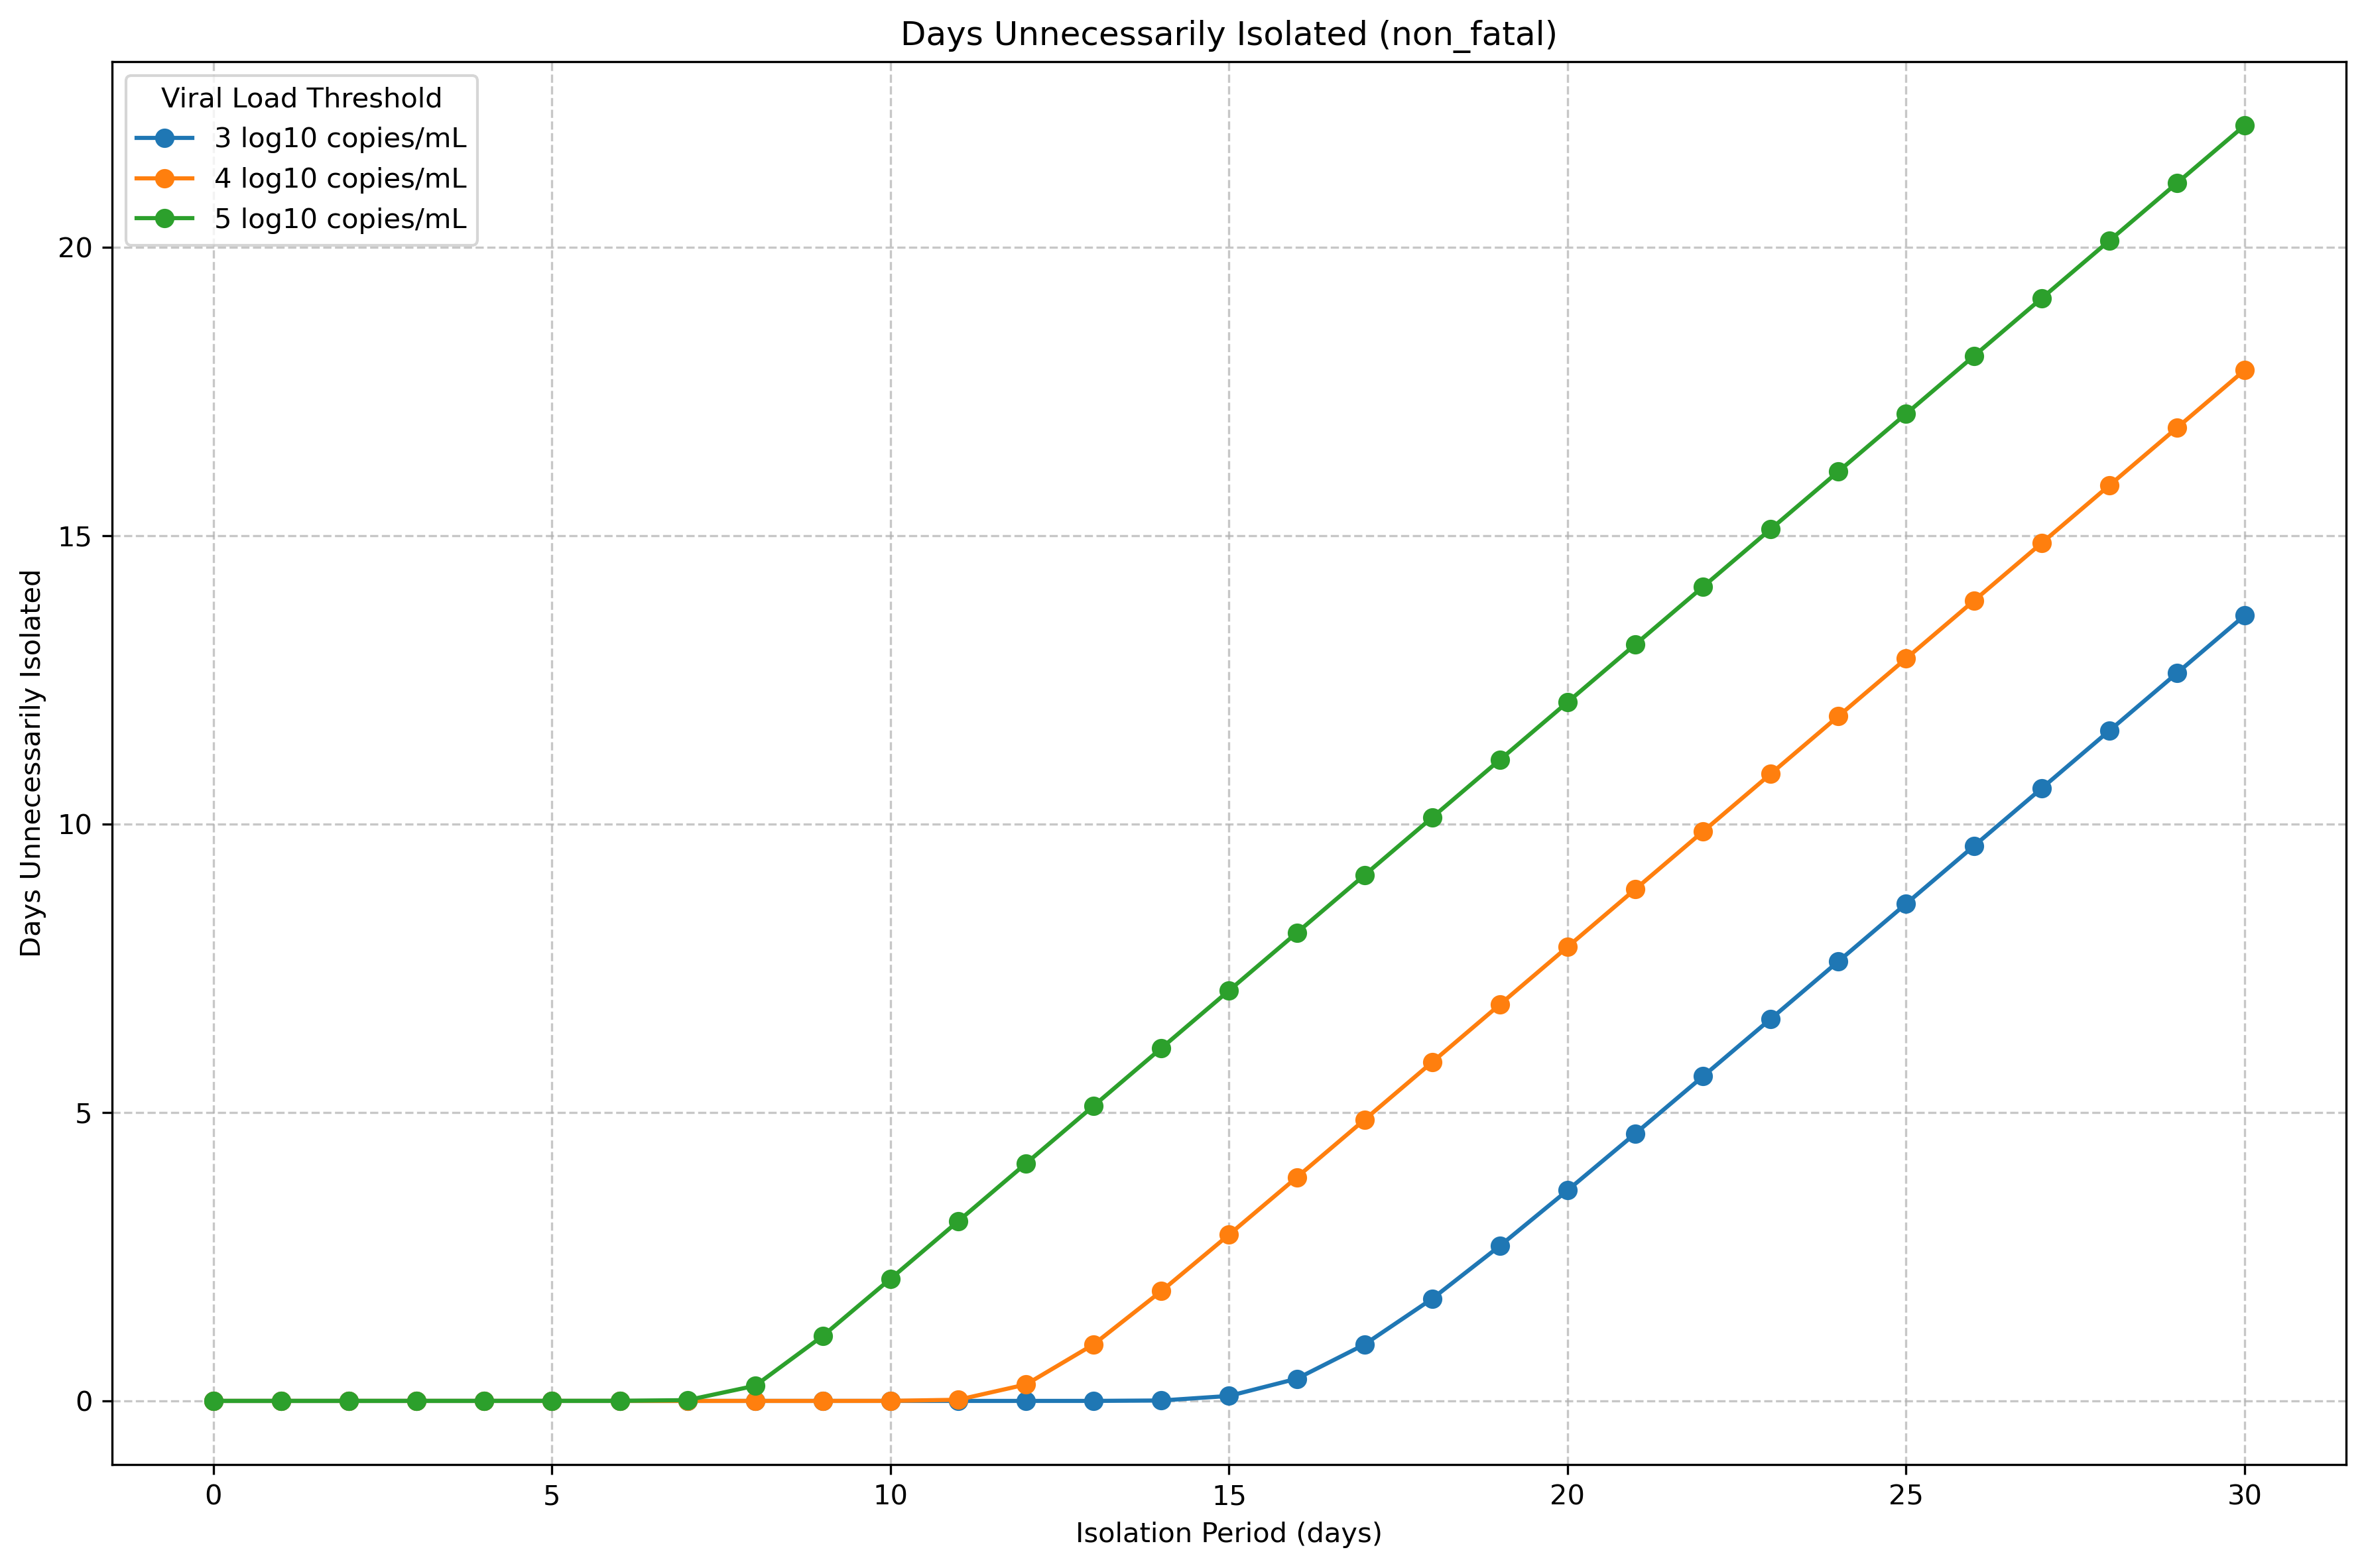 Days Unnecessarily Isolated (non_fatal)
Viral Load Threshold
3 log10 copies/mL
4 log10 copies/mL
5 log10 copies/mL
Days Unnecessarily Isolated
20
15
10
5
0
0 5 10 15 20 25 30
Isolation Period (days)